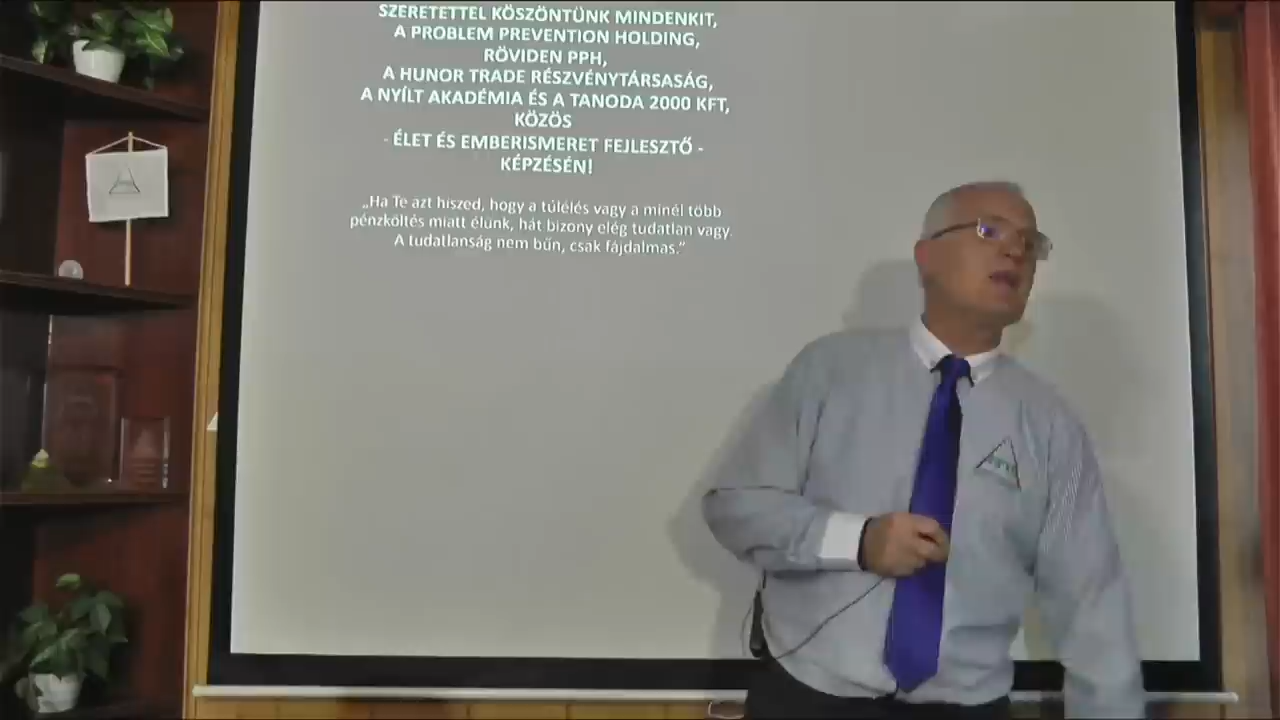 SZERETETTEL KÖSZÖNTÜNK MINDENKIT,
A PROBLEM PREVENTION HOLDING,
RÖVIDEN PPH,
A HUNOR TRADE RÉSZVÉNYTÁRSASÁG,
A NYÍLT AKADÉMIA ÉS A TANODA 2000 KFT,
KÖZÖS
- ÉLET ÉS EMBERISMERET FEJLESZTŐ -
KÉPZÉSÉN!
„Ha Te azt hiszed, hogy a túlélés vagy a minél több
pénzköltés miatt élünk, hát bizony elég tudatlan vagy.
A tudatlanság nem bűn, csak fájdalmas.”